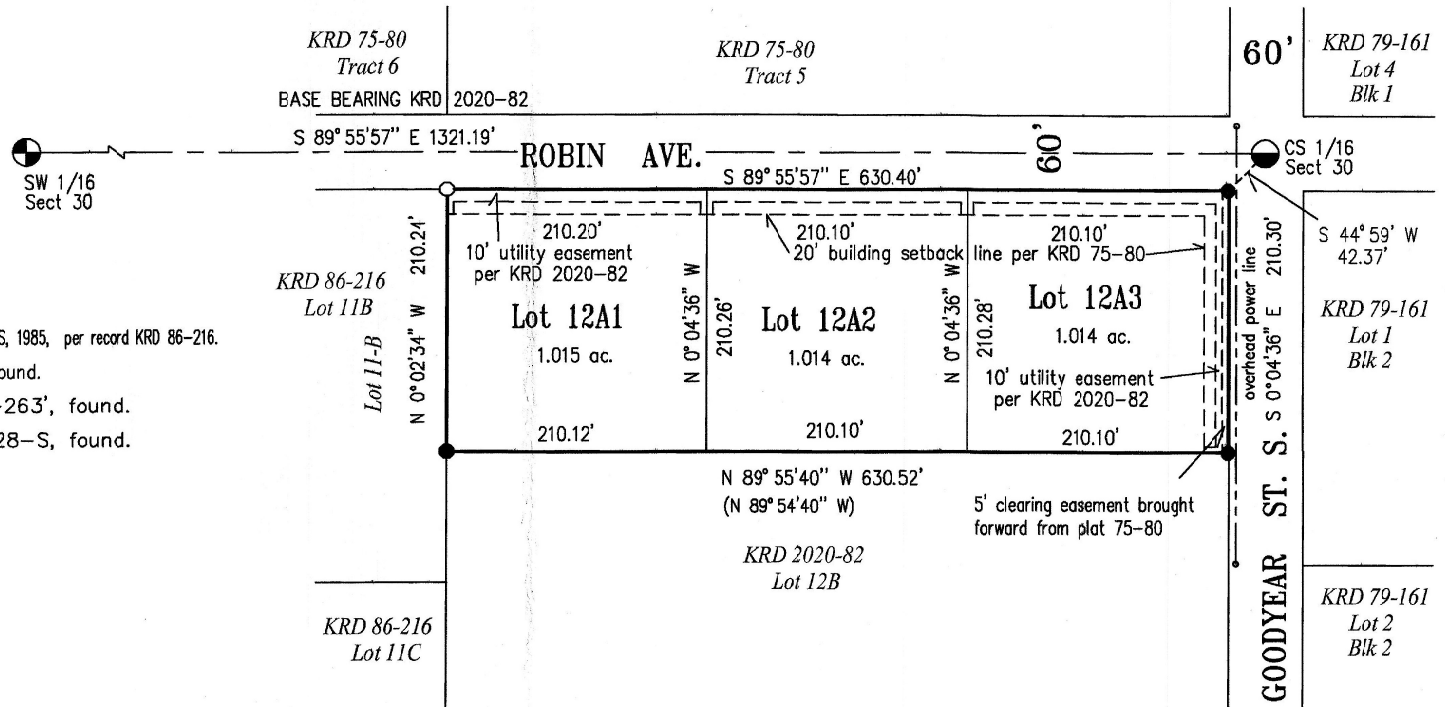 KRD 75-80
Tract 6
KRD 75-80
Tract 5
60'
KRD 79-161
Lot 4
Blk 1
BASE BEARING KRD 2020-82
S 89°55'57" E 1321.19'
ROBIN AVE.
60'
CS 1/16
Sect 30
SW 1/16
Sect 30
S 89°55'57" E 630.40'
S 44°59' W
42.37'
210.24'
N 0°02'34" W
210.20'
10' utility easement
per KRD 2020-82
210.10'
20' building setback line per KRD 75-80
210.10'
KRD 86-216
Lot 11B
Lot 11-B
Lot 12A1
1.015 ac.
N 0°04'36" W
210.26'
Lot 12A2
1.014 ac.
N 0°04'36" W
210.28'
Lot 12A3
1.014 ac.
10' utility easement
per KRD 2020-82
overhead power line
S 0°04'36" E 210.30'
KRD 79-161
Lot 1
Blk 2
S, 1985, per record KRD 86-216.
ound.
-263', found.
28-S, found.
210.12'
210.10'
210.10'
N 89°55'40" W 630.52'
(N 89°54'40" W)
5' clearing easement brought
forward from plat 75-80
KRD 2020-82
Lot 12B
KRD 86-216
Lot 11C
GOODYEAR ST. S.
KRD 79-161
Lot 2
Blk 2